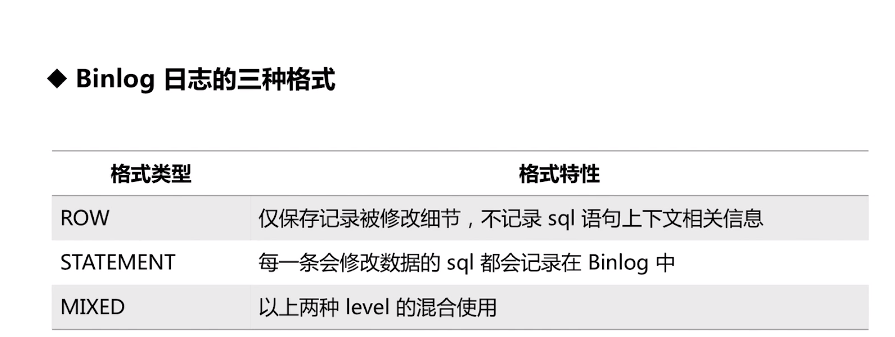 ◆ Binlog 日志的三种格式
格式类型 格式特性
ROW 仅保存记录被修改细节，不记录 sql 语句上下文相关信息
STATEMENT 每一条会修改数据的 sql 都会记录在 Binlog 中
MIXED 以上两种 level 的混合使用